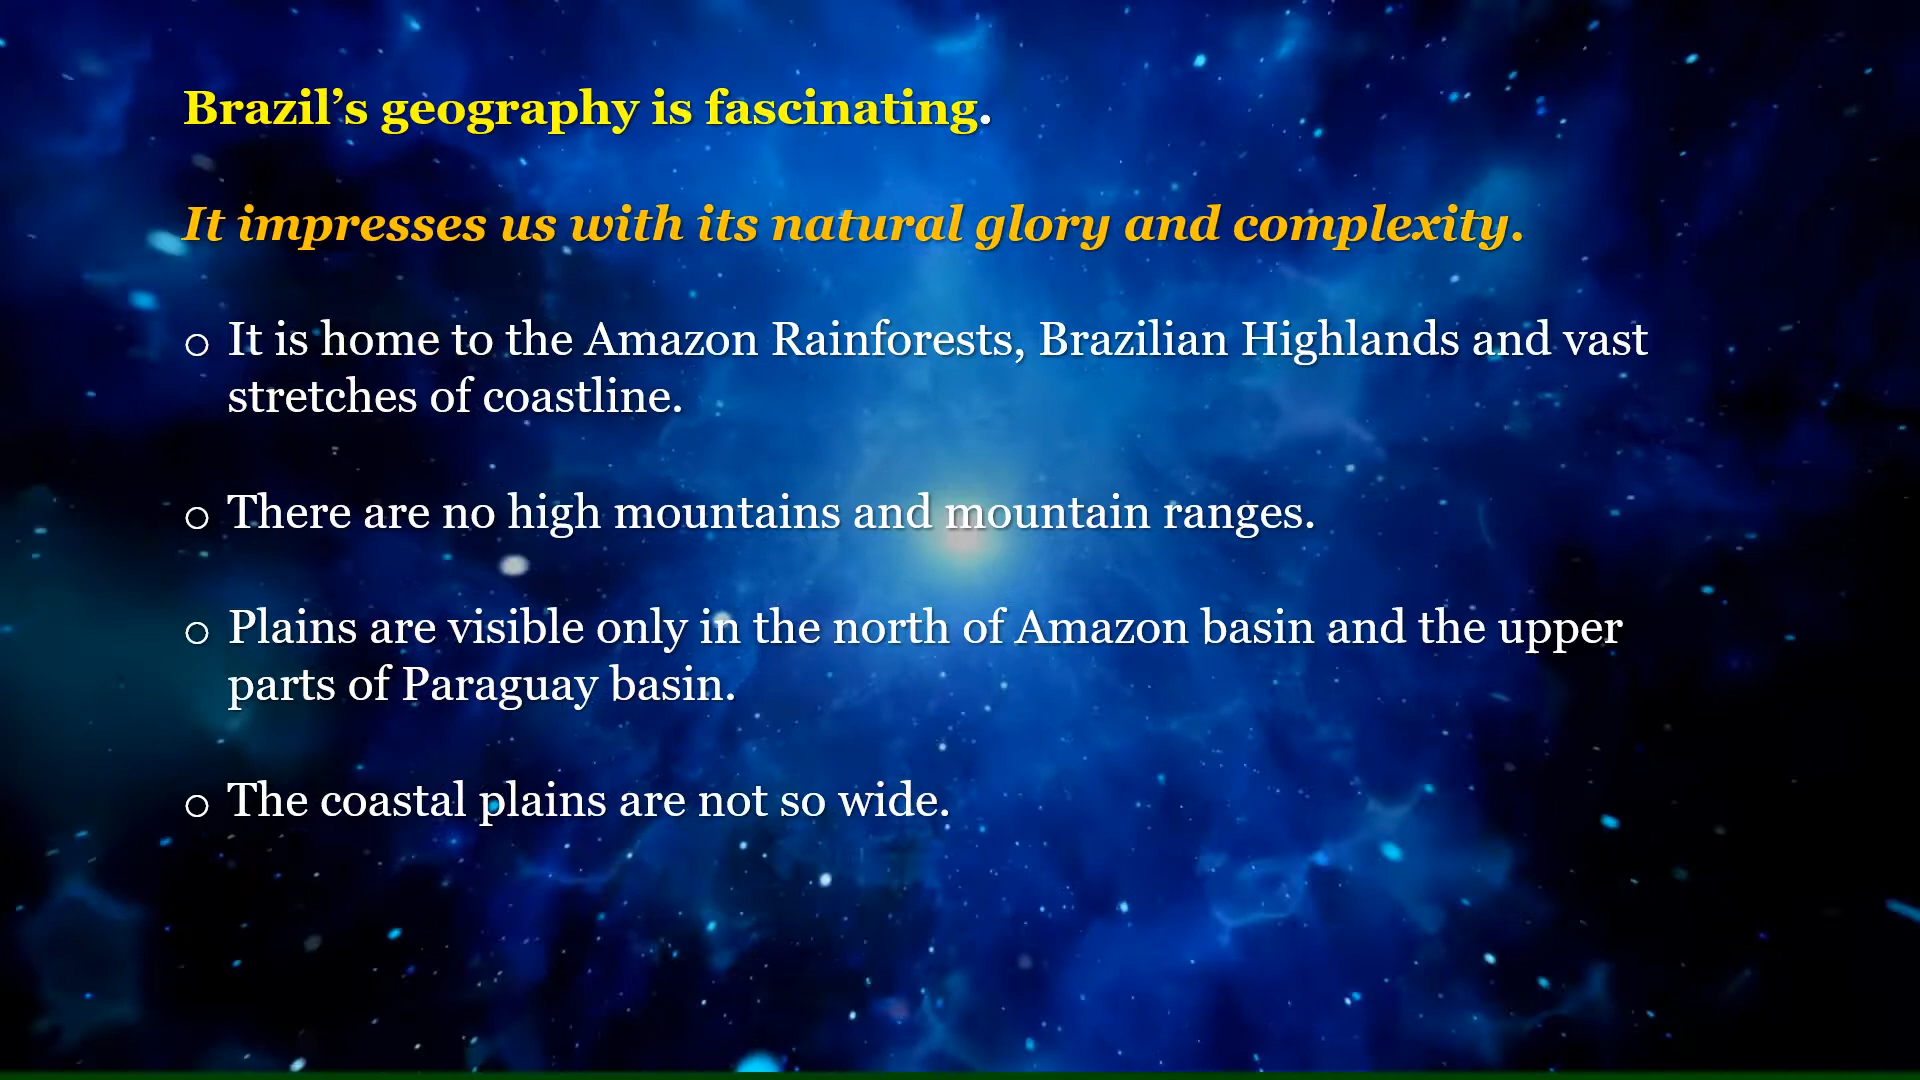 Brazil’s geography is fascinating.
It impresses us with its natural glory and complexity.
o It is home to the Amazon Rainforests, Brazilian Highlands and vast
stretches of coastline.
o There are no high mountains and mountain ranges.
o Plains are visible only in the north of Amazon basin and the upper
parts of Paraguay basin.
o The coastal plains are not so wide.